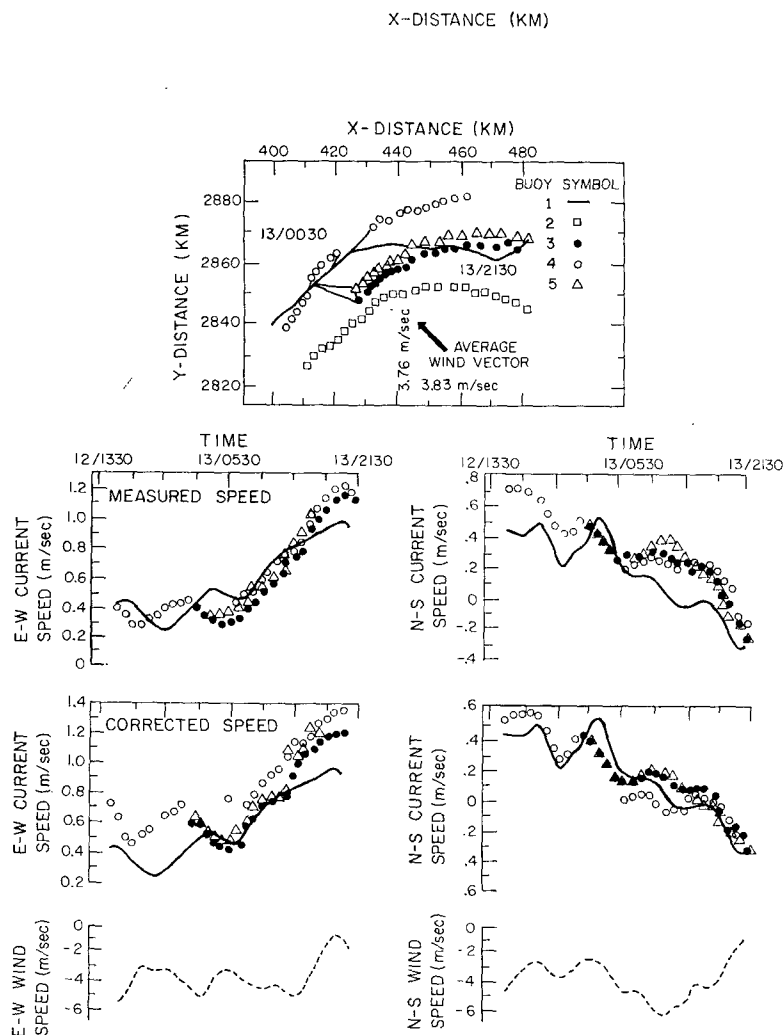 X-DISTANCE (KM)
X-DISTANCE (KM)
400 420 440 460 480
Y-DISTANCE (KM)
2880
2860
2840
2820
BUOY SYMBOL
1
2
3
4
5
13/0030
13/2130
AVERAGE
WIND VECTOR
3.76 m/sec
3.83 m/sec
TIME
12/1330 13/0530 13/2130
MEASURED SPEED
E-W CURRENT
SPEED (m/sec)
1.2
1.0
0.8
0.6
0.4
0.2
0
TIME
12/1330 13/0530 13/2130
N-S CURRENT
SPEED (m/sec)
.8
.6
.4
.2
0
-.2
-.4
CORRECTED SPEED
E-W CURRENT
SPEED (m/sec)
1.4
1.2
1.0
0.8
0.6
0.4
0.2
N-S CURRENT
SPEED (m/sec)
.6
.4
.2
0
.2
.4
.6
E-W WIND
SPEED (m/sec)
0
-2
-4
-6
N-S WIND
SPEED (m/sec)
0
-2
-4
-6